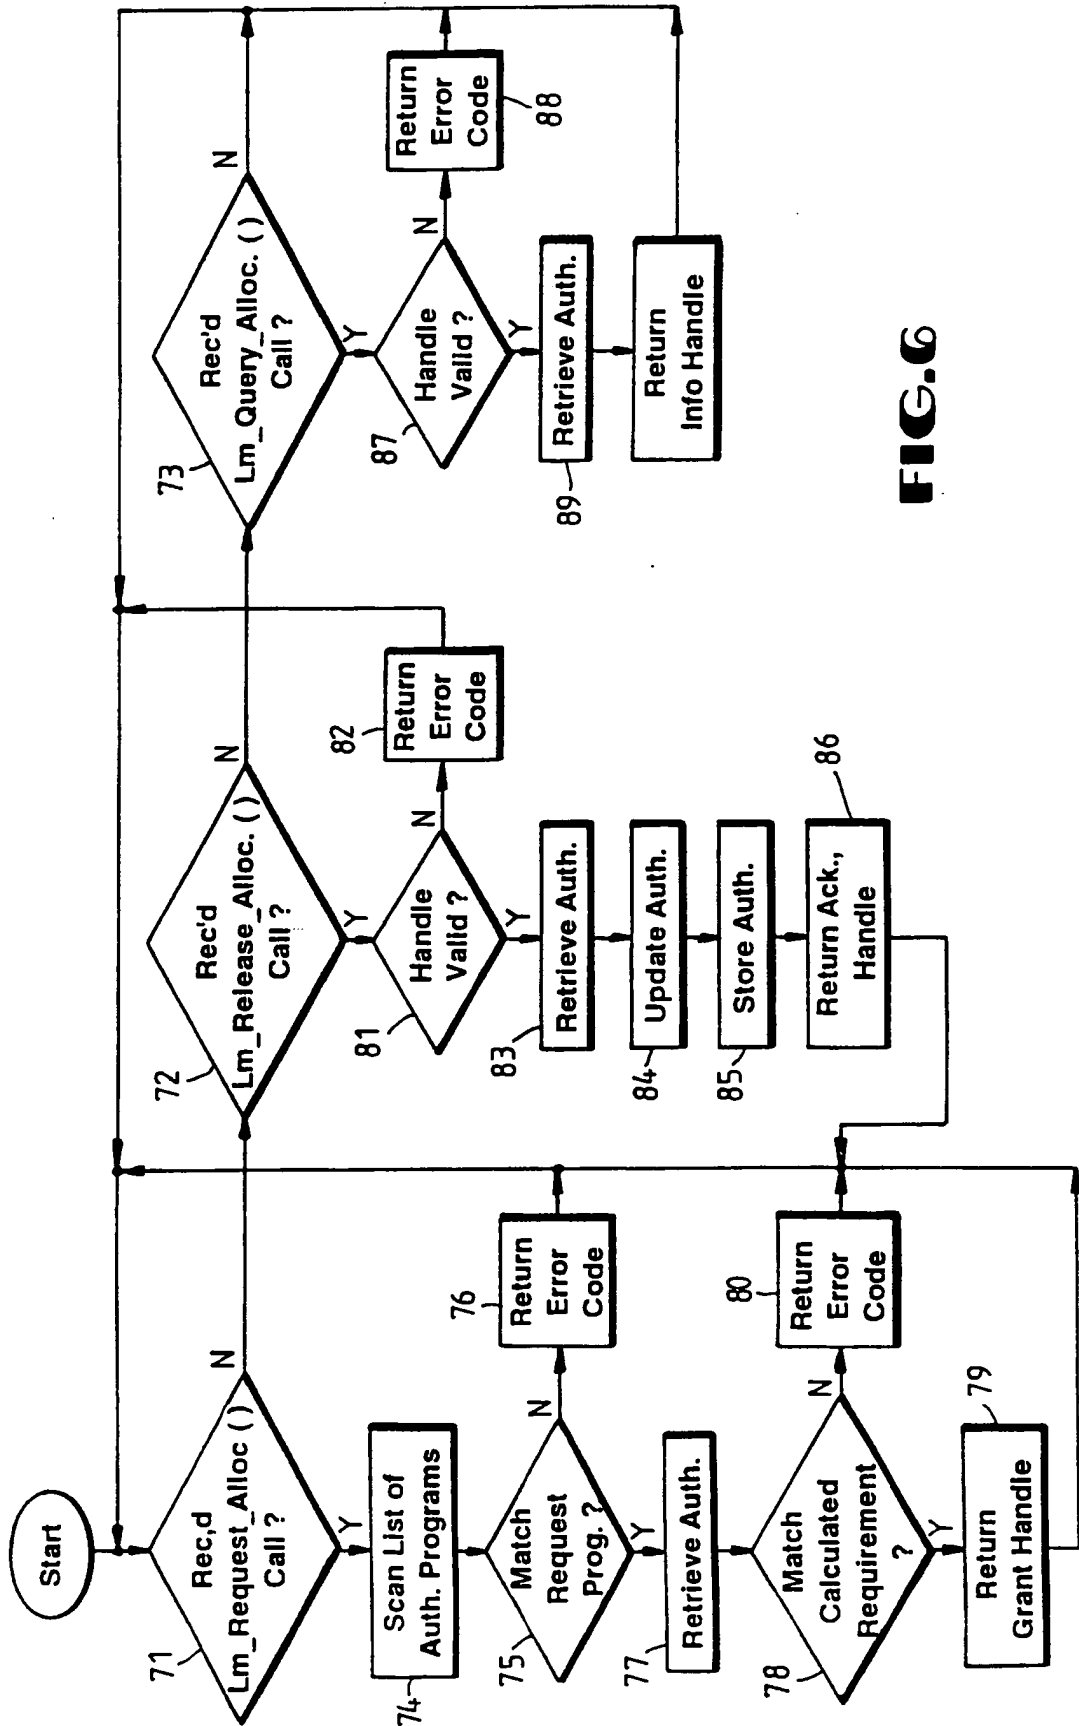 Start
Rec,d
Lm_Request_Alloc ()
Call ?
71
N
Y
Scan List of
Auth. Programs
74
Match
Request
Prog. ?
75
N
Y
Return
Error
Code
76
Retrieve Auth.
77
Match
Calculated
Requirement
?
78
N
Y
Return
Error
Code
80
Return
Grant Handle
79
Rec'd
Lm_Release_Alloc. ()
Call ?
72
N
Y
Handle
Valid ?
81
N
Y
Return
Error
Code
82
Retrieve Auth.
83
Update Auth.
84
Store Auth.
85
Return Ack.,
Handle
86
Rec'd
Lm_Query_Alloc. ()
Call ?
73
N
Y
Handle
Valid ?
87
N
Y
Return
Error
Code
88
Retrieve Auth.
89
Return
Info Handle
FIG.6